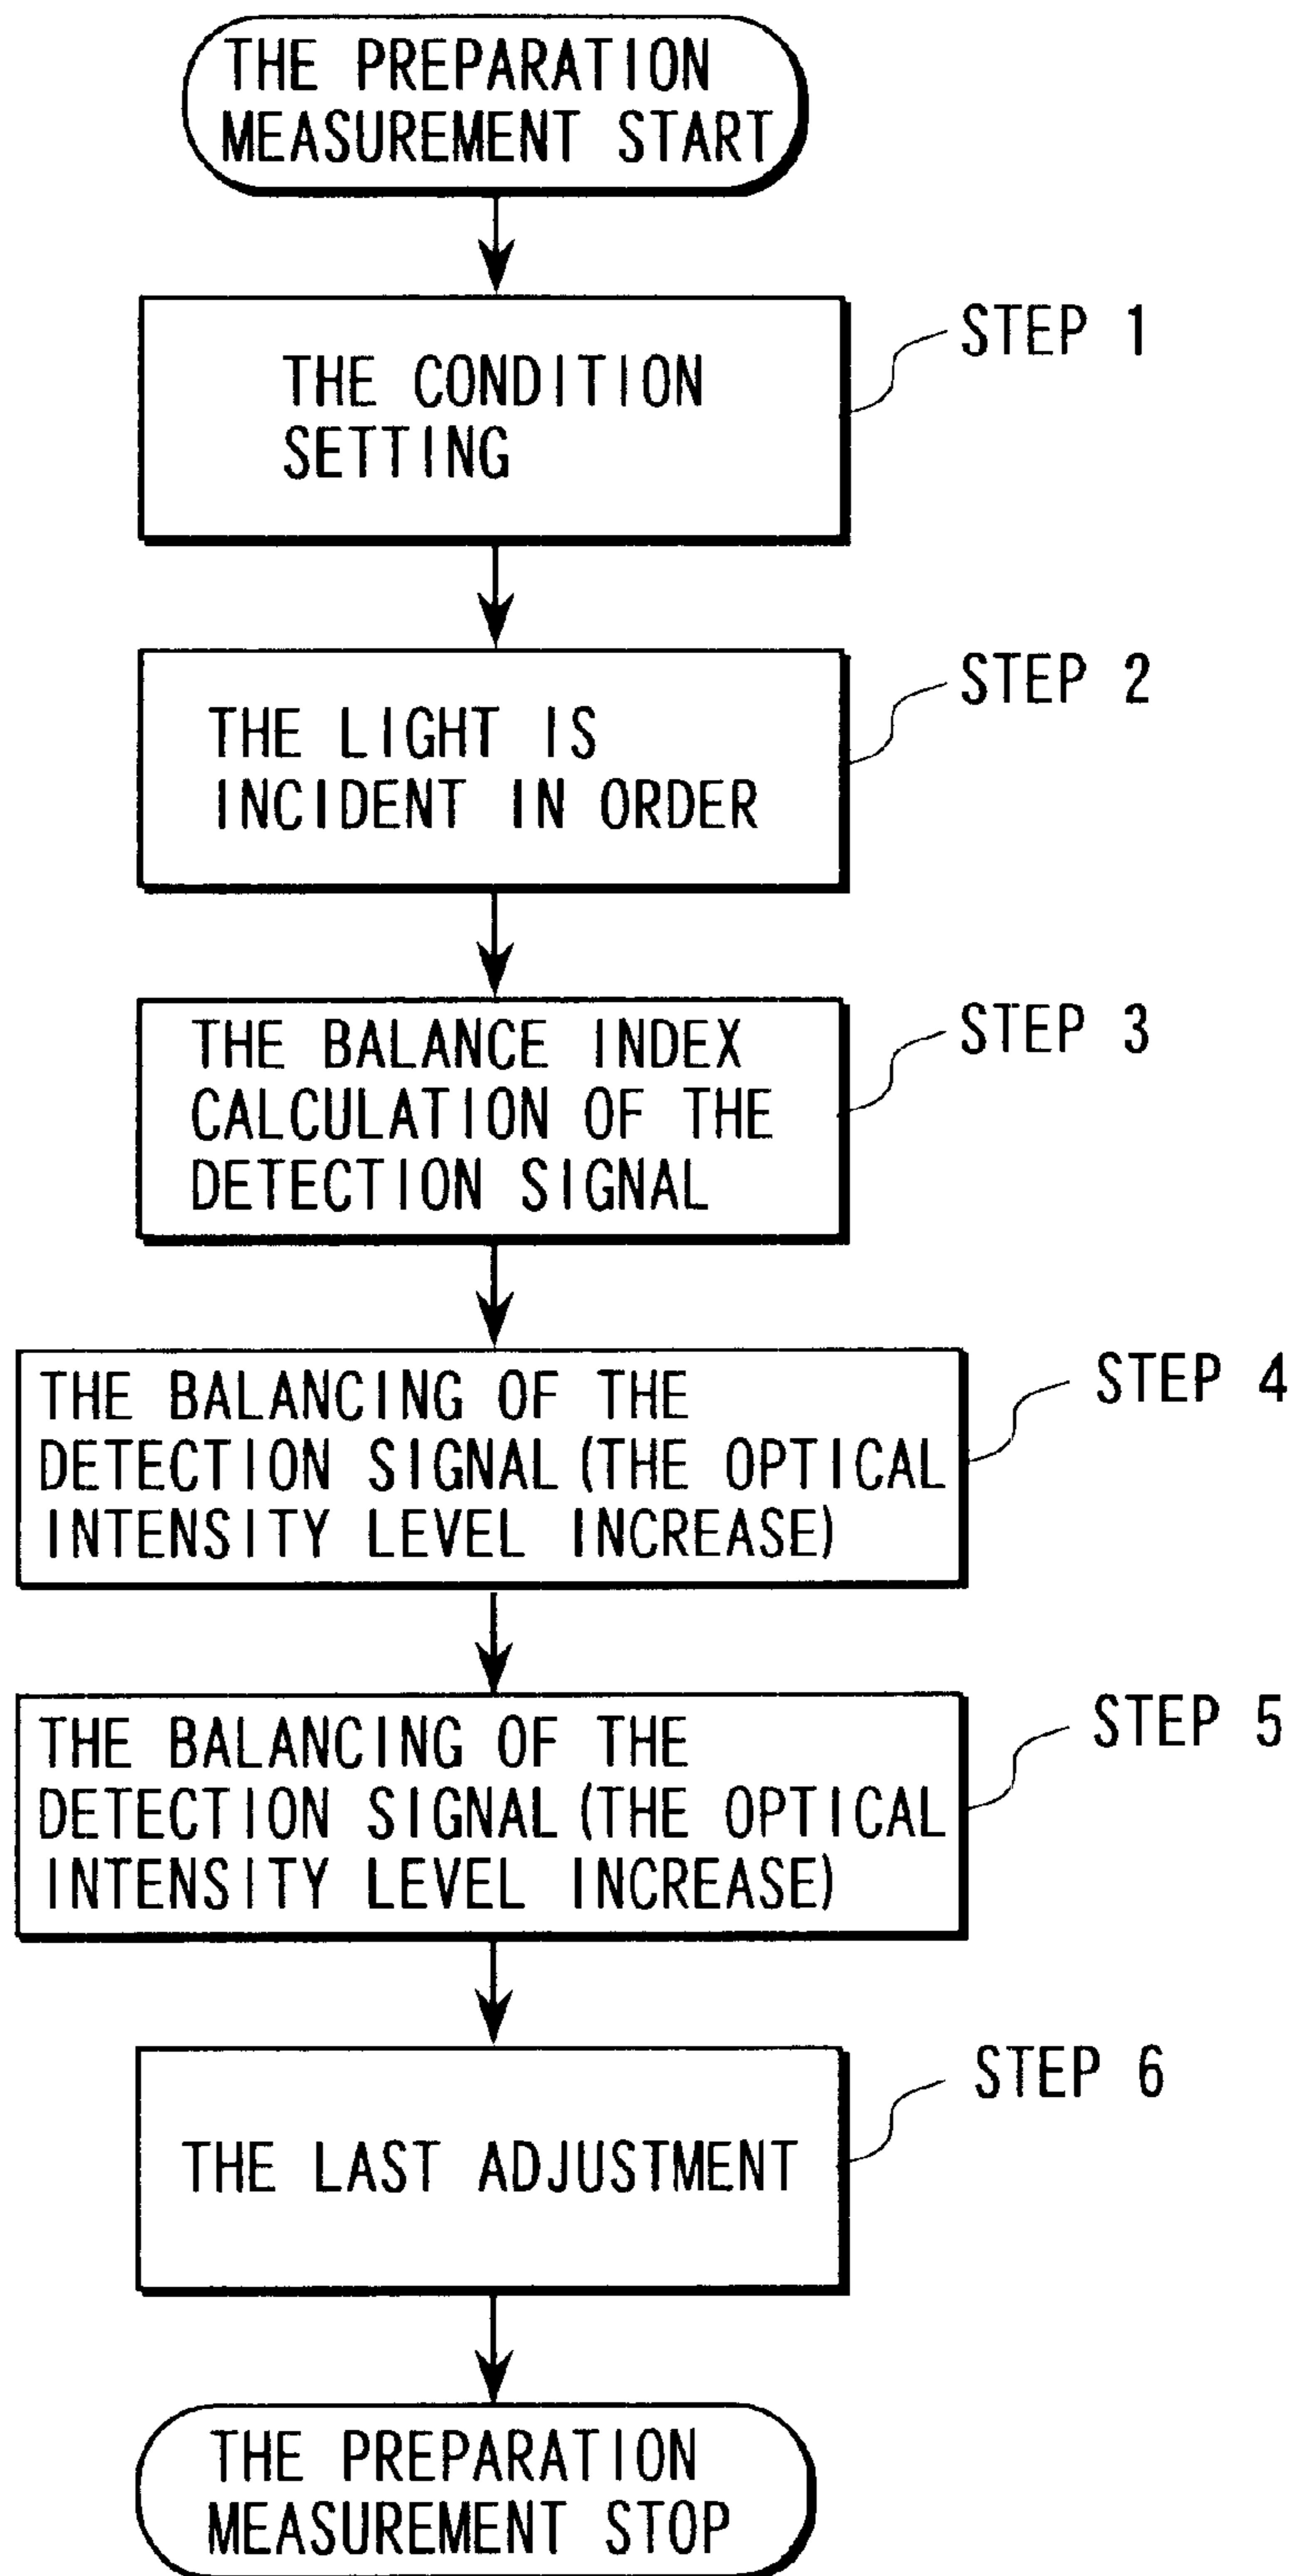 THE PREPARATION
MEASUREMENT START
THE CONDITION
SETTING
STEP 1
THE LIGHT IS
INCIDENT IN ORDER
STEP 2
THE BALANCE INDEX
CALCULATION OF THE
DETECTION SIGNAL
STEP 3
THE BALANCING OF THE
DETECTION SIGNAL (THE OPTICAL
INTENSITY LEVEL INCREASE)
STEP 4
THE BALANCING OF THE
DETECTION SIGNAL (THE OPTICAL
INTENSITY LEVEL INCREASE)
STEP 5
THE LAST ADJUSTMENT
STEP 6
THE PREPARATION
MEASUREMENT STOP